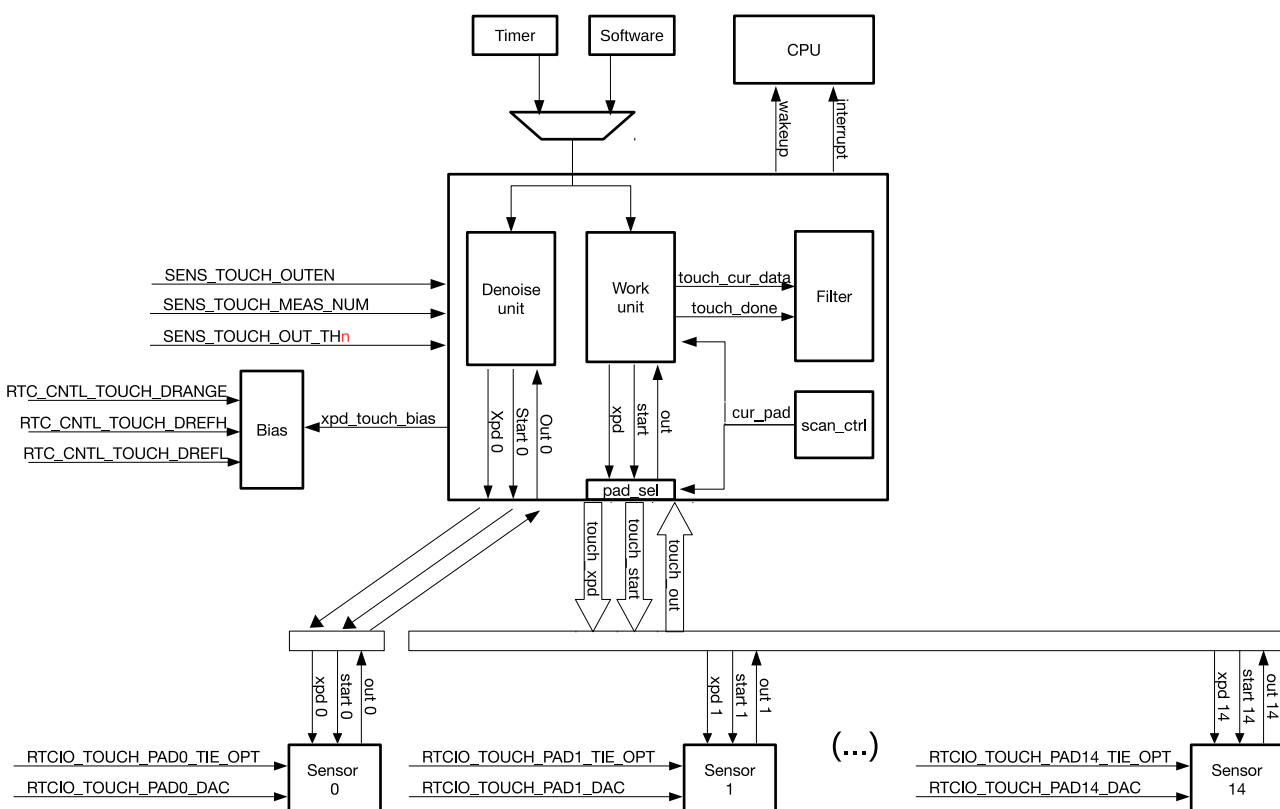 Timer
Software
CPU
wakeup
interrupt
SENS_TOUCH_OUTEN
SENS_TOUCH_MEAS_NUM
SENS_TOUCH_OUT_THn
Denoise
unit
Work
unit
touch_cur_data
touch_done
Filter
RTC_CNTL_TOUCH_DRANGE
RTC_CNTL_TOUCH_DREFH
RTC_CNTL_TOUCH_DREFL
Bias
xpd_touch_bias
Xpd 0
Start 0
Out 0
xpd
start
out
cur_pad
scan_ctrl
pad_sel
touch_xpd
touch_start
touch_out
xpd 0
start 0
out 0
xpd 1
start 1
out 1
xpd 14
start 14
out 14
RTCIO_TOUCH_PAD0_TIE_OPT
RTCIO_TOUCH_PAD0_DAC
Sensor
0
RTCIO_TOUCH_PAD1_TIE_OPT
RTCIO_TOUCH_PAD1_DAC
Sensor
1
(...)
RTCIO_TOUCH_PAD14_TIE_OPT
RTCIO_TOUCH_PAD14_DAC
Sensor
14